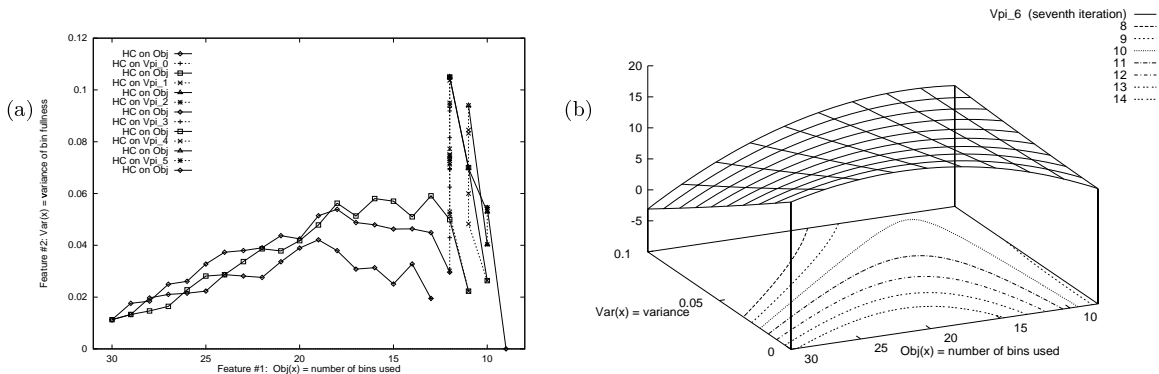 (a)
0.12
0.1
0.08
0.06
0.04
0.02
0
Feature #2: Var(x) = variance of bin fullness
HC on Obj
HC on Vpi_0
HC on Obj
HC on Vpi_1
HC on Obj
HC on Vpi_2
HC on Obj
HC on Vpi_3
HC on Obj
HC on Vpi_4
HC on Obj
HC on Vpi_5
HC on Obj
30 25 20 15 10
Feature #1: Obj(x) = number of bins used
(b)
Vpi_6 (seventh iteration)
8
9
10
11
12
13
14
20
15
10
5
0
-5
0.1
0.05
0
Var(x) = variance
30 25 20 15 10
Obj(x) = number of bins used